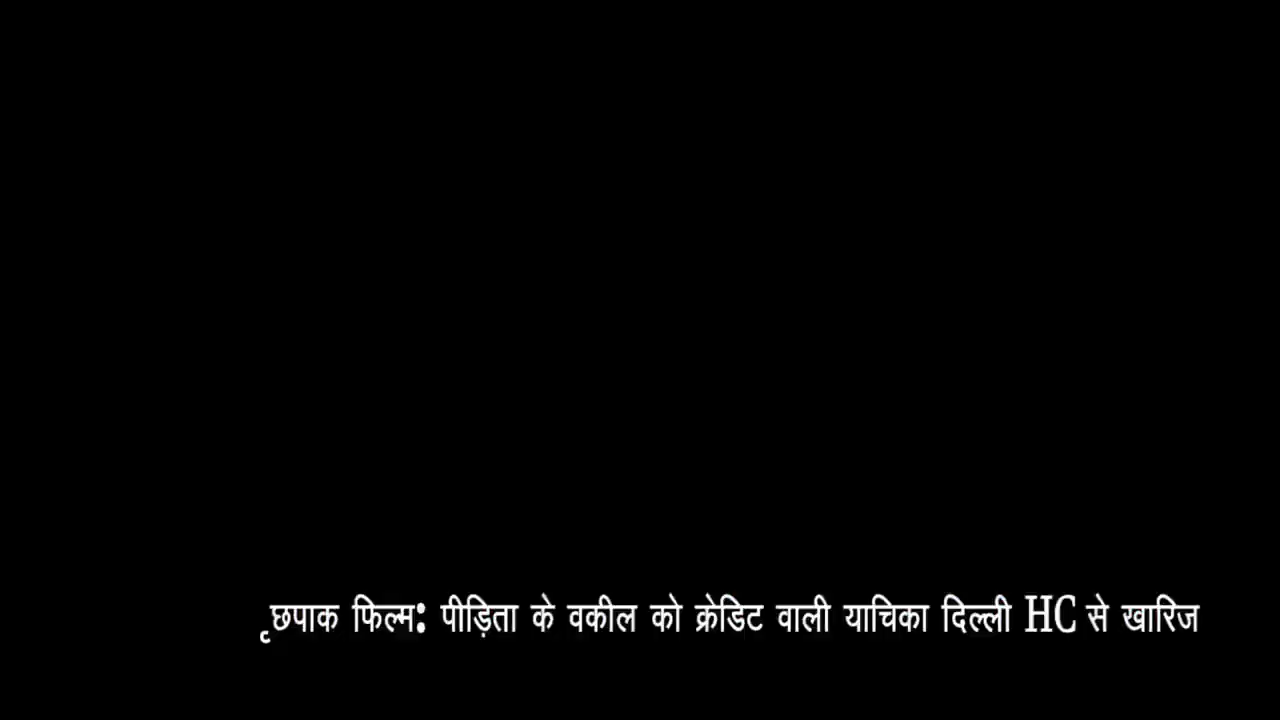 ृछपाक फिल्म: पीड़िता के वकील को क्रेडिट वाली याचिका दिल्ली HC से खारिज